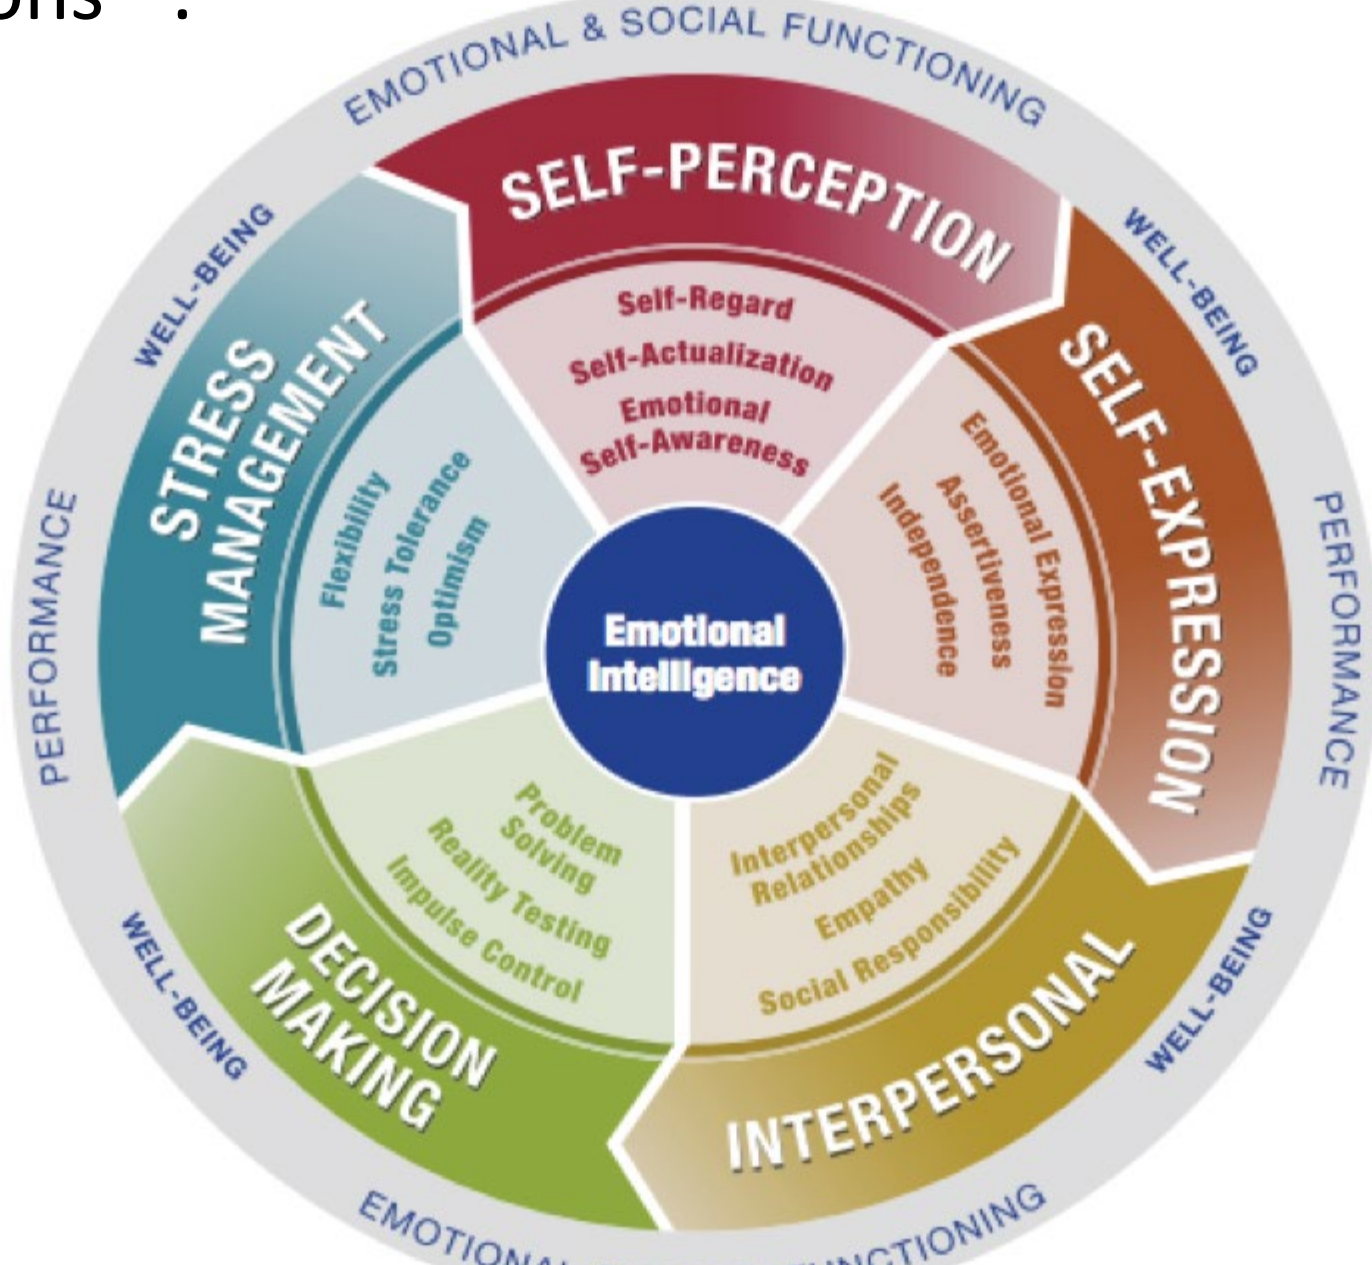 EMOTIONAL & SOCIAL FUNCTIONING
WELL-BEING
WELL-BEING
PERFORMANCE
PERFORMANCE
SELF-PERCEPTION
Self-Regard
Self-Actualization
Emotional
Self-Awareness
SELF-EXPRESSION
Emotional Expression
Assertiveness
Independence
STRESS
MANAGEMENT
Flexibility
Stress Tolerance
Optimism
Emotional
Intelligence
INTERPERSONAL
Interpersonal
Relationships
Empathy
Social Responsibility
DECISION
MAKING
Problem
Solving
Reality Testing
Impulse Control
WELL-BEING
WELL-BEING
EMOTIONAL
FUNCTIONING